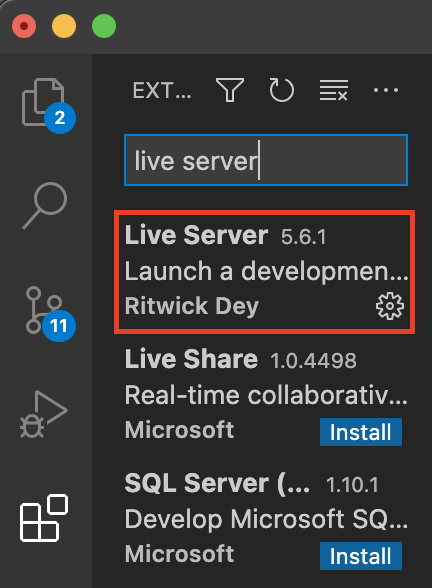 EXT...
2
live server
Live Server 5.6.1
Launch a developmen...
Ritwick Dey
11
Live Share 1.0.4498
Real-time collaborativ...
Microsoft Install
SQL Server (... 1.10.1
Develop Microsoft SQ...
Microsoft Install